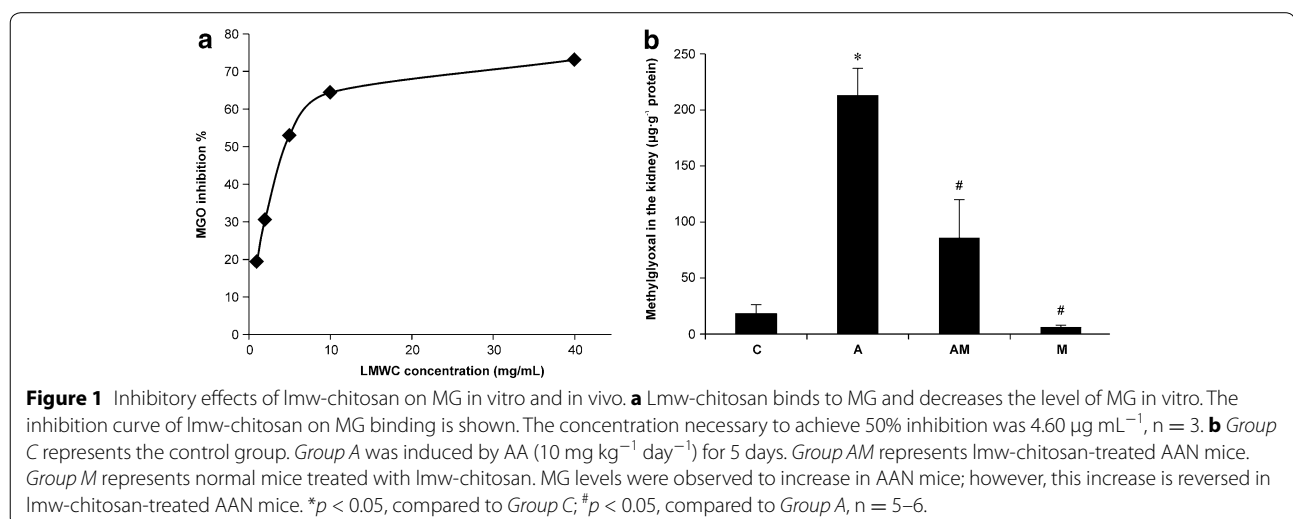 a
80
70
60
50
40
30
20
10
0
MGO inhibition %
0 10 20 30 40
LMWC concentration (mg/mL)
b
250
200
150
100
50
0
Methylglyoxal in the kidney (µg·g⁻¹ protein)
*
#
#
C A AM M
Figure 1 Inhibitory effects of lmw-chitosan on MG in vitro and in vivo. a Lmw-chitosan binds to MG and decreases the level of MG in vitro. The
inhibition curve of lmw-chitosan on MG binding is shown. The concentration necessary to achieve 50% inhibition was 4.60 µg mL⁻¹, n = 3. b Group
C represents the control group. Group A was induced by AA (10 mg kg⁻¹ day⁻¹) for 5 days. Group AM represents lmw-chitosan-treated AAN mice.
Group M represents normal mice treated with lmw-chitosan. MG levels were observed to increase in AAN mice; however, this increase is reversed in
lmw-chitosan-treated AAN mice. *p < 0.05, compared to Group C; #p < 0.05, compared to Group A, n = 5–6.